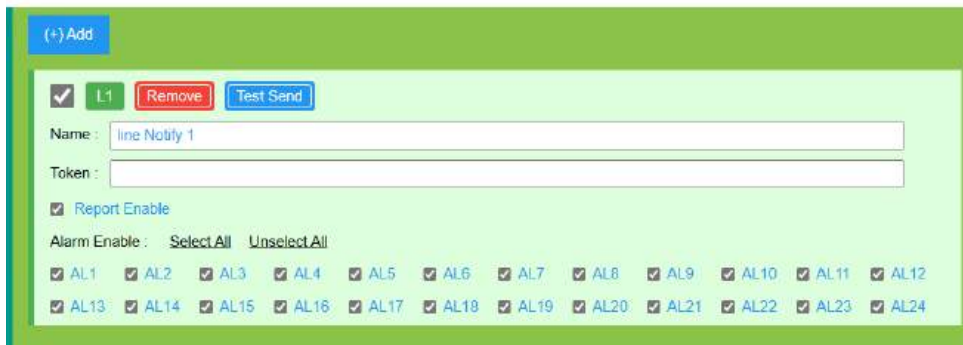 (+) Add
L1 Remove Test Send
Name : line Notify 1
Token :
Report Enable
Alarm Enable : Select All Unselect All
AL1 AL2 AL3 AL4 AL5 AL6 AL7 AL8 AL9 AL10 AL11 AL12
AL13 AL14 AL15 AL16 AL17 AL18 AL19 AL20 AL21 AL22 AL23 AL24